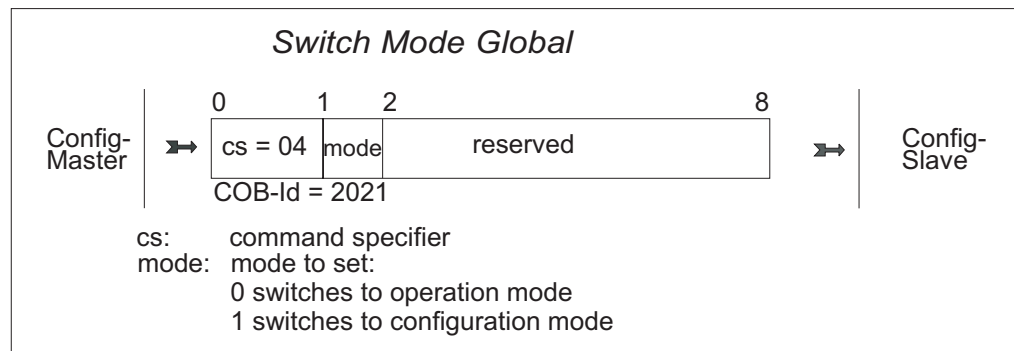 Switch Mode Global
0 1 2 8
Config-
Master
cs = 04 mode reserved
Config-
Slave
COB-Id = 2021
cs: command specifier
mode: mode to set:
0 switches to operation mode
1 switches to configuration mode